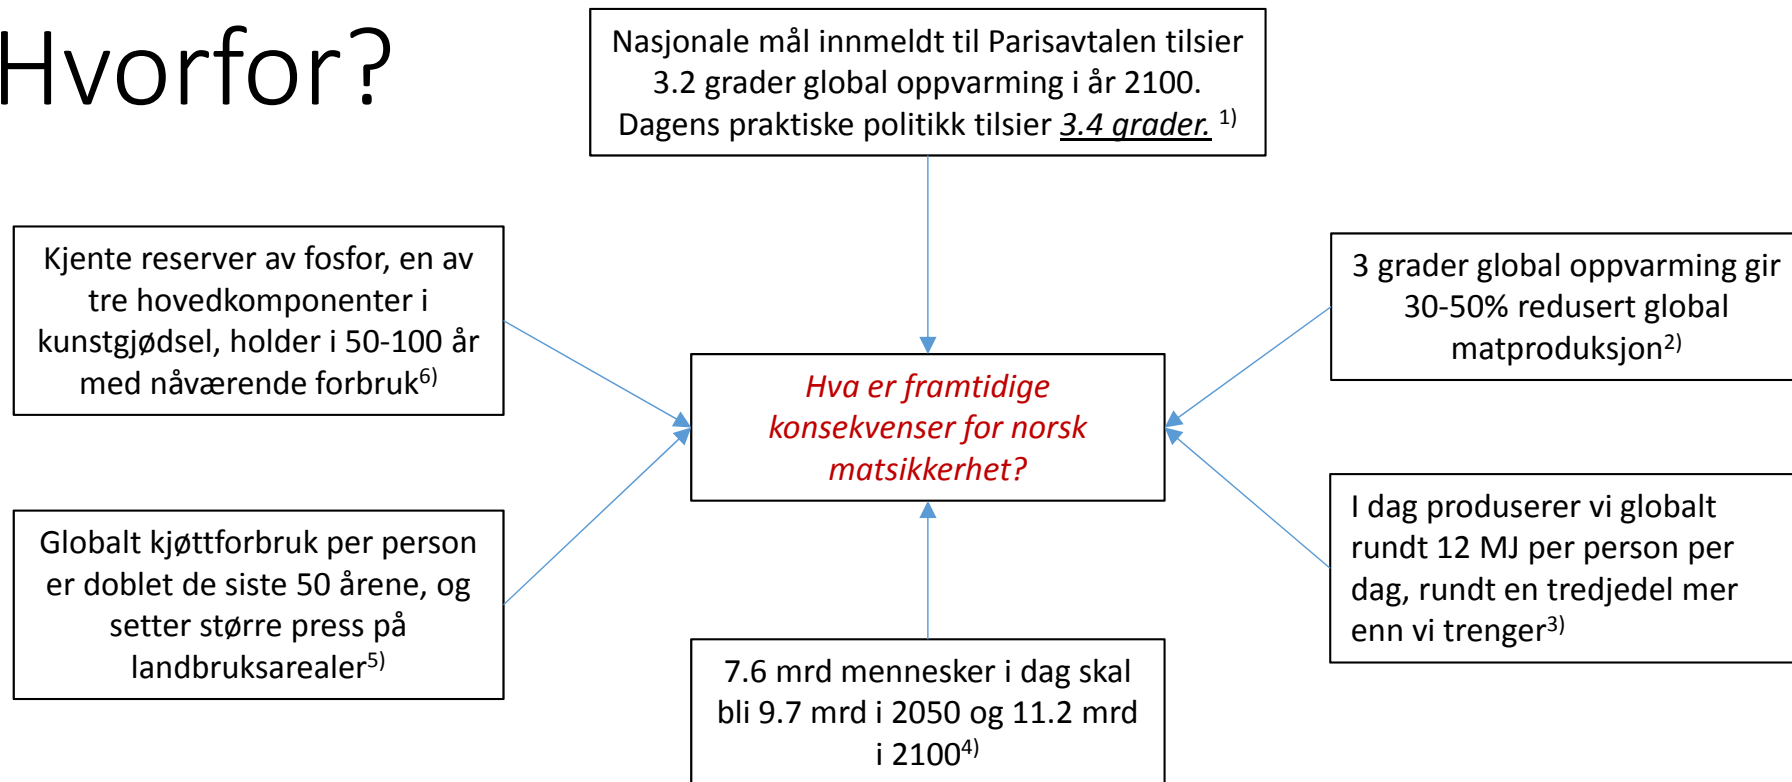 Hvorfor?
Nasjonale mål innmeldt til Parisavtalen tilsier
3.2 grader global oppvarming i år 2100.
Dagens praktiske politikk tilsier 3.4 grader. 1)
Kjente reserver av fosfor, en av
tre hovedkomponenter i
kunstgjødsel, holder i 50-100 år
med nåværende forbruk6)
3 grader global oppvarming gir
30-50% redusert global
matproduksjon2)
Hva er framtidige
konsekvenser for norsk
matsikkerhet?
Globalt kjøttforbruk per person
er doblet de siste 50 årene, og
setter større press på
landbruksarealer5)
I dag produserer vi globalt
rundt 12 MJ per person per
dag, rundt en tredjedel mer
enn vi trenger3)
7.6 mrd mennesker i dag skal
bli 9.7 mrd i 2050 og 11.2 mrd
i 21004)